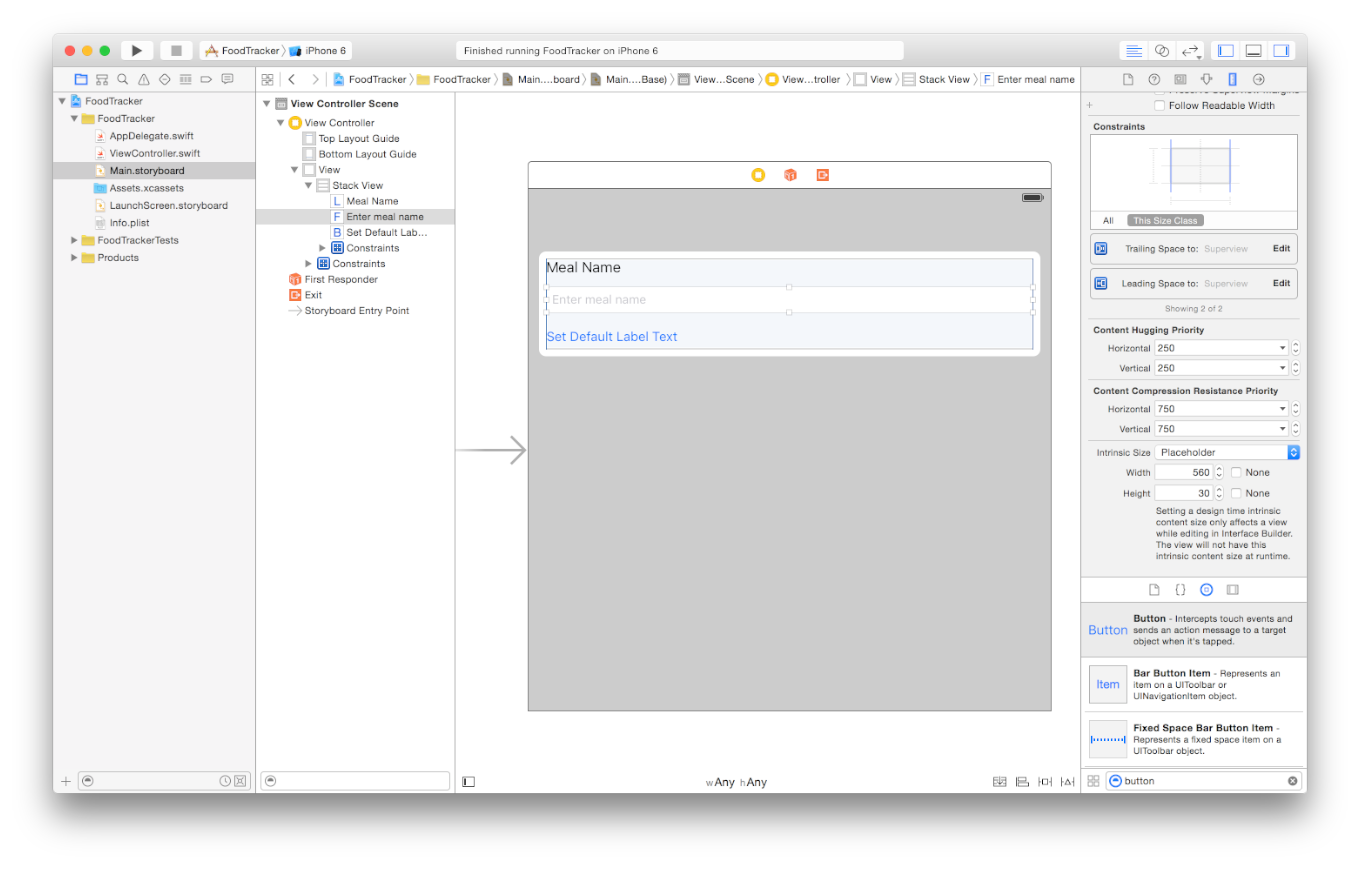 FoodTracker
iPhone 6
Finished running FoodTracker on iPhone 6
FoodTracker
FoodTracker
Main....board
Main....Base)
View...Scene
View...troller
View
Stack View
F Enter meal name
FoodTracker
FoodTracker
AppDelegate.swift
ViewController.swift
Main.storyboard
Assets.xcassets
LaunchScreen.storyboard
Info.plist
FoodTrackerTests
Products
View Controller Scene
View Controller
Top Layout Guide
Bottom Layout Guide
View
Stack View
L Meal Name
F Enter meal name
B Set Default Lab...
Constraints
Constraints
First Responder
Exit
Storyboard Entry Point
Meal Name
Enter meal name
Set Default Label Text
wAny hAny
Follow Readable Width
Constraints
All
This Size Class
Trailing Space to: Superview Edit
Leading Space to: Superview Edit
Showing 2 of 2
Content Hugging Priority
Horizontal 250
Vertical 250
Content Compression Resistance Priority
Horizontal 750
Vertical 750
Intrinsic Size Placeholder
Width 560 None
Height 30 None
Setting a design time intrinsic
content size only affects a view
while editing in Interface Builder.
The view will not have this
intrinsic content size at runtime.
{}
Button
Button - Intercepts touch events and
sends an action message to a target
object when it's tapped.
Item
Bar Button Item - Represents an
item on a UIToolbar or
UINavigationItem object.
Fixed Space Bar Button Item -
Represents a fixed space item on a
UIToolbar object.
button